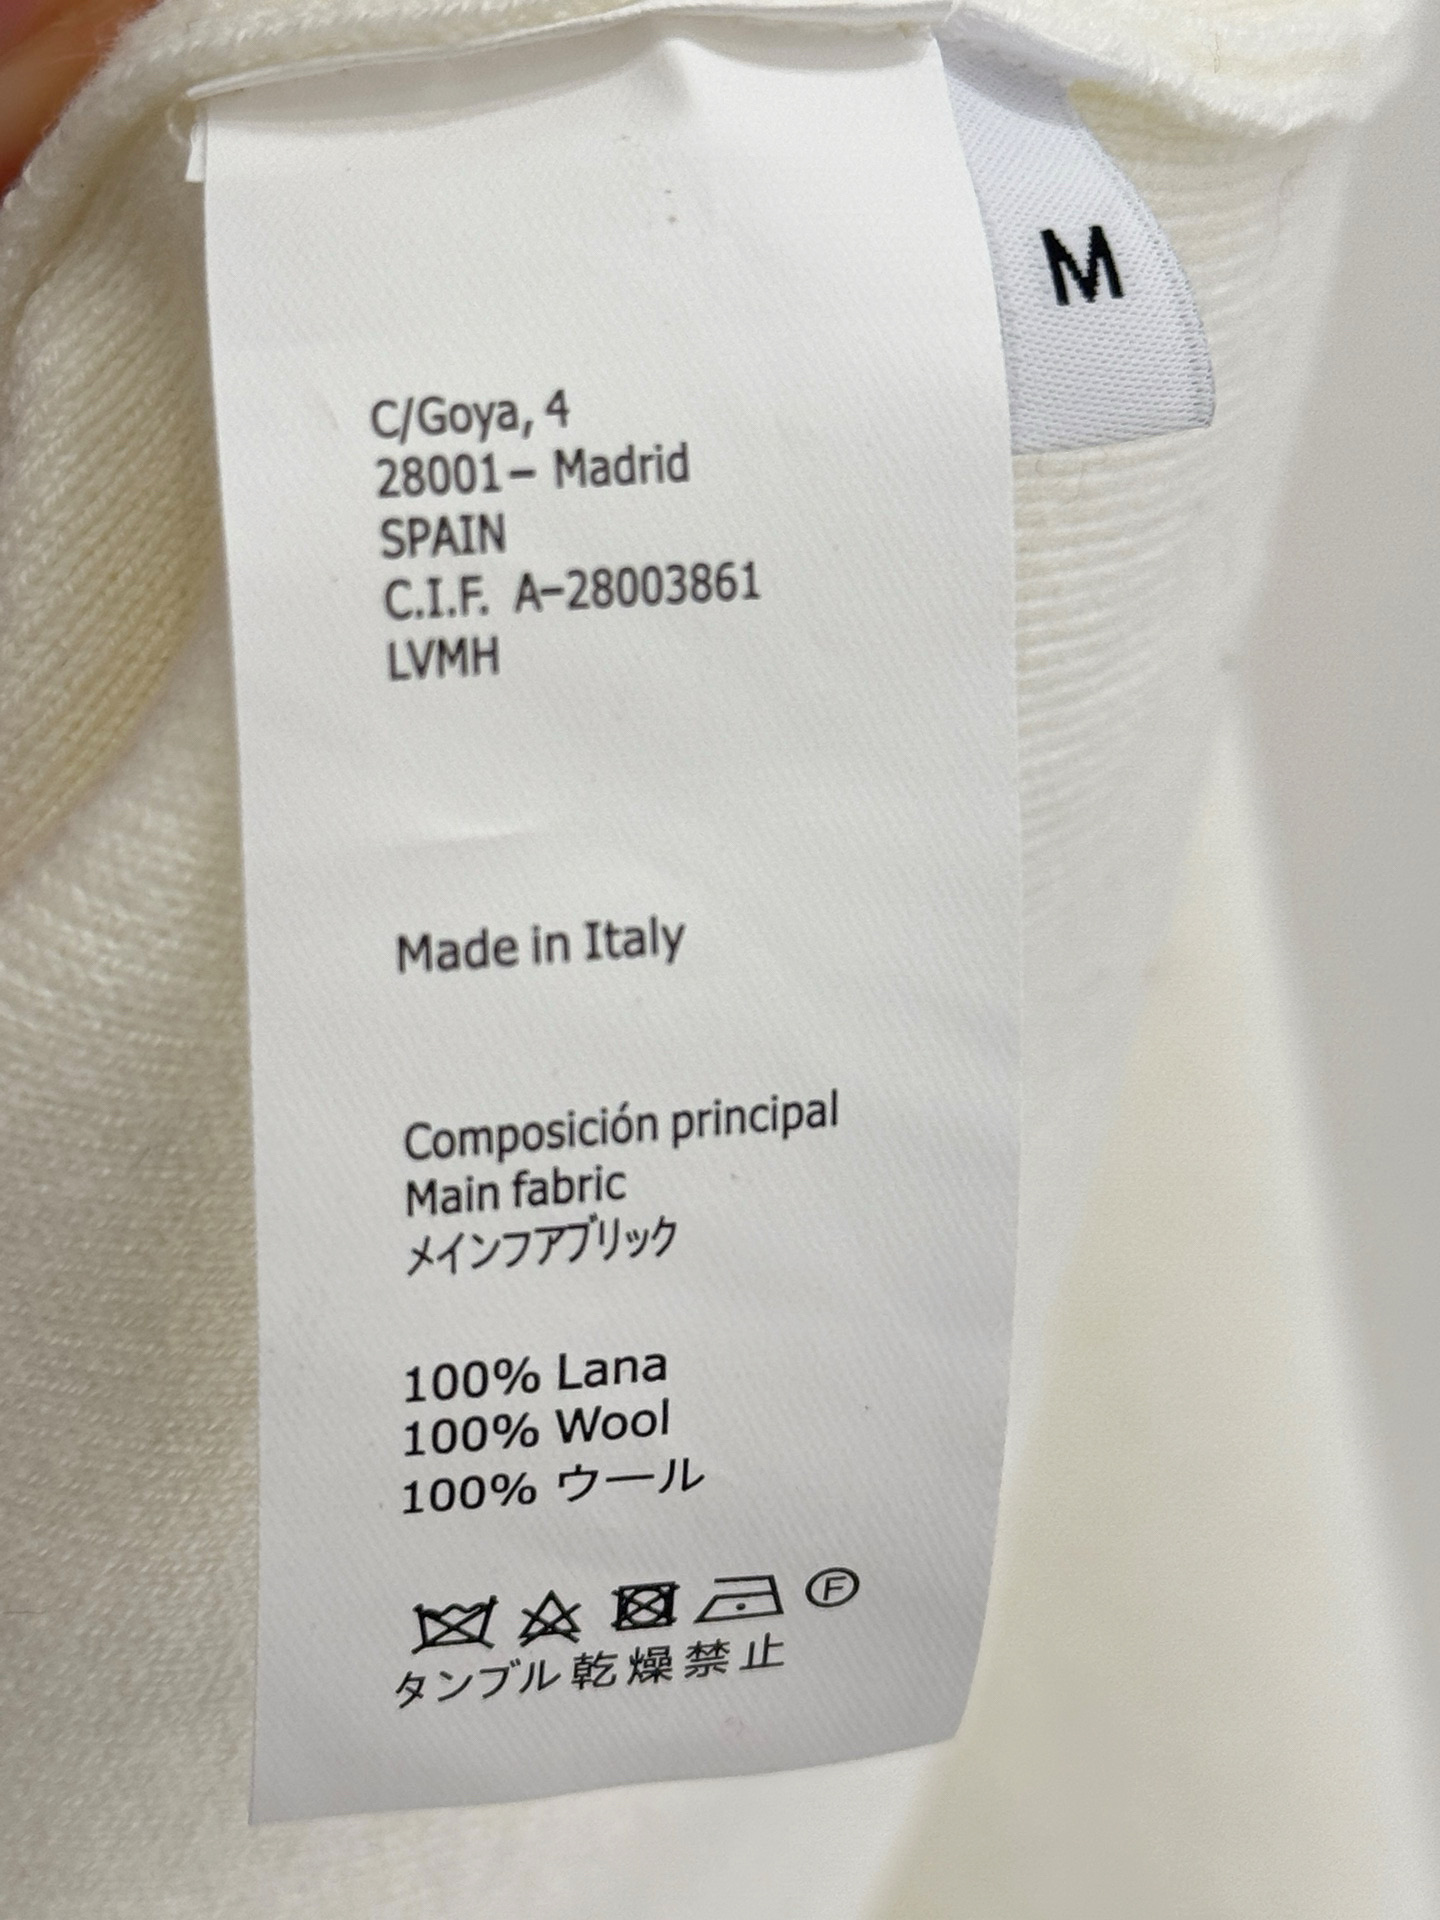 M
C/Goya, 4
28001– Madrid
SPAIN
C.I.F. A–28003861
LVMH
Made in Italy
Composición principal
Main fabric
メインフアブリック
100% Lana
100% Wool
100% ウール
F
タンブル乾燥禁止